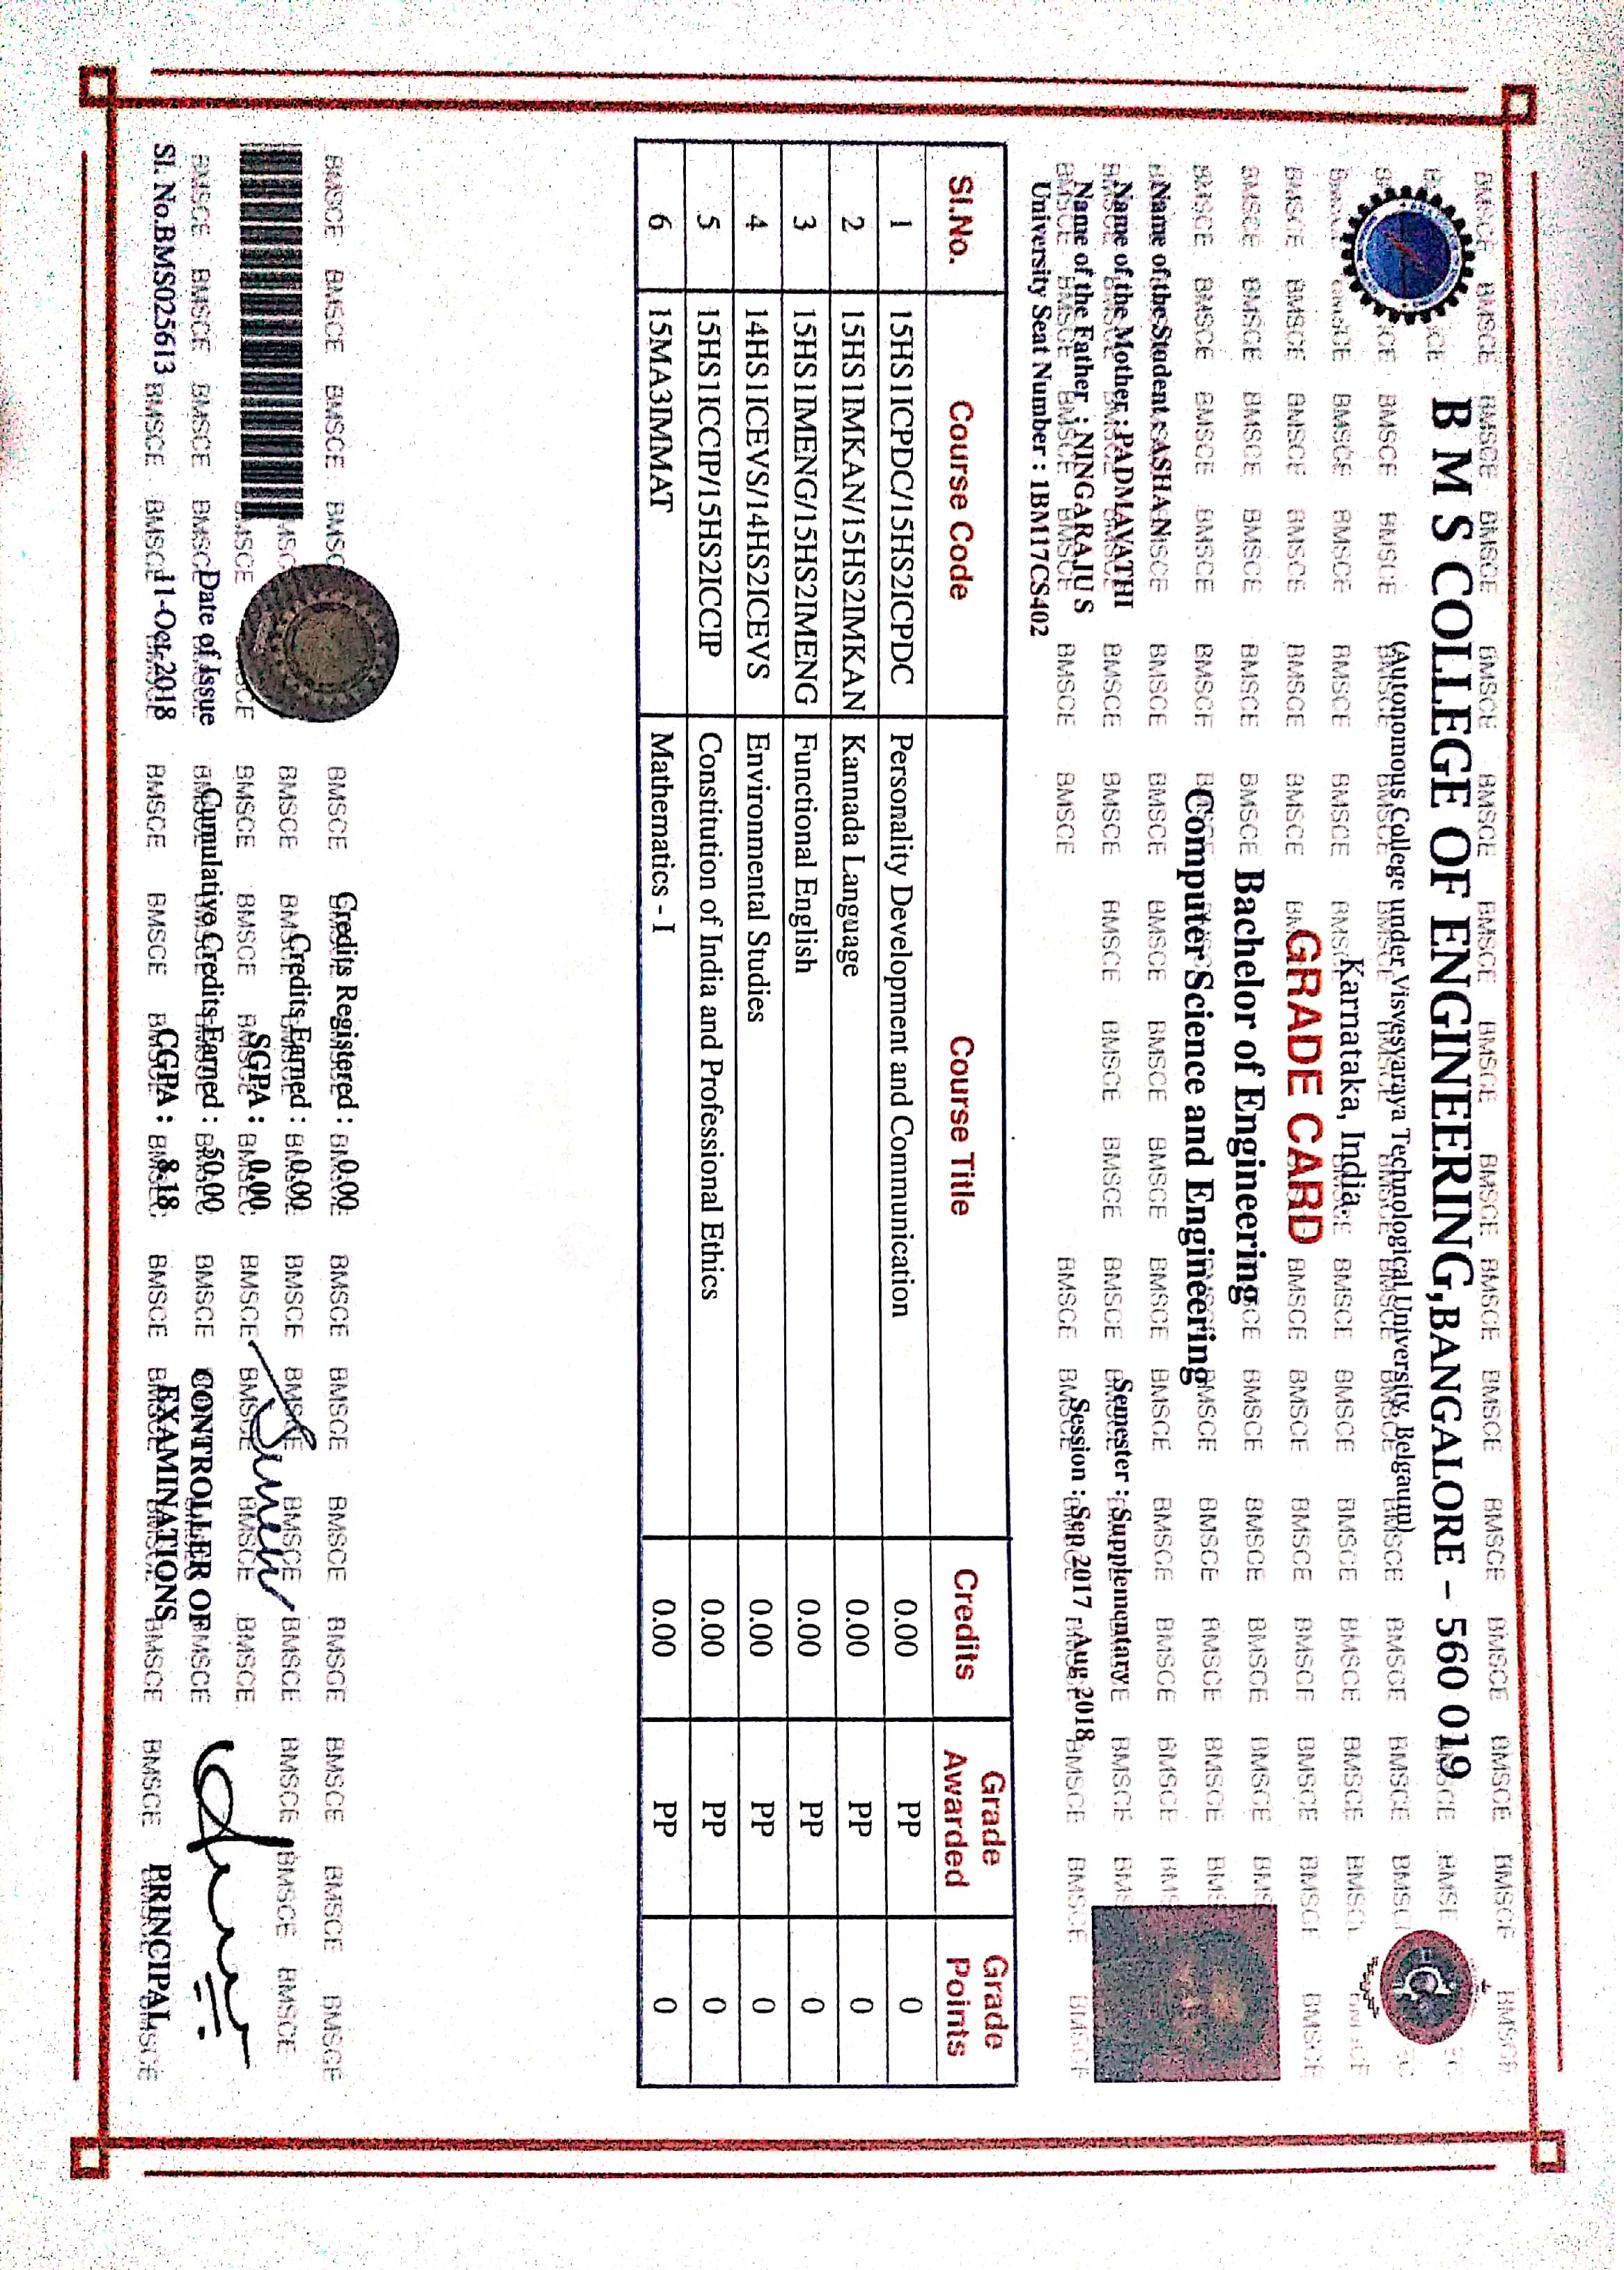 B M S COLLEGE OF ENGINEERING, BANGALORE – 560 019
(Autonomous College under Visvesvaraya Technological University, Belgaum)
Karnataka, India.
GRADE CARD
Bachelor of Engineering
Computer Science and Engineering
Name of the Student : ASHA N
Name of the Mother : PADMAVATHI Semester : Supplementary
Name of the Father : NINGARAJU S Session : Sep 2017 - Aug 2018
University Seat Number : 1BM17CS402
Sl.No. Course Code Course Title Credits Grade Awarded Grade Points
1 15HS1ICPDC/15HS2ICPDC Personality Development and Communication 0.00 PP 0
2 15HS1IMKAN/15HS2IMKAN Kannada Language 0.00 PP 0
3 15HS1IMENG/15HS2IMENG Functional English 0.00 PP 0
4 14HS1ICEVS/14HS2ICEVS Environmental Studies 0.00 PP 0
5 15HS1ICCIP/15HS2ICCIP Constitution of India and Professional Ethics 0.00 PP 0
6 15MA3IMMAT Mathematics - I 0.00 PP 0
Credits Registered : 0.00
Credits Earned : 0.00
SGPA : 0.00
Date of Issue Cumulative Credits Earned : 50.00 CONTROLLER OF
Sl. No.BMS025613 11-Oct-2018 CGPA : 8.18 EXAMINATIONS PRINCIPAL